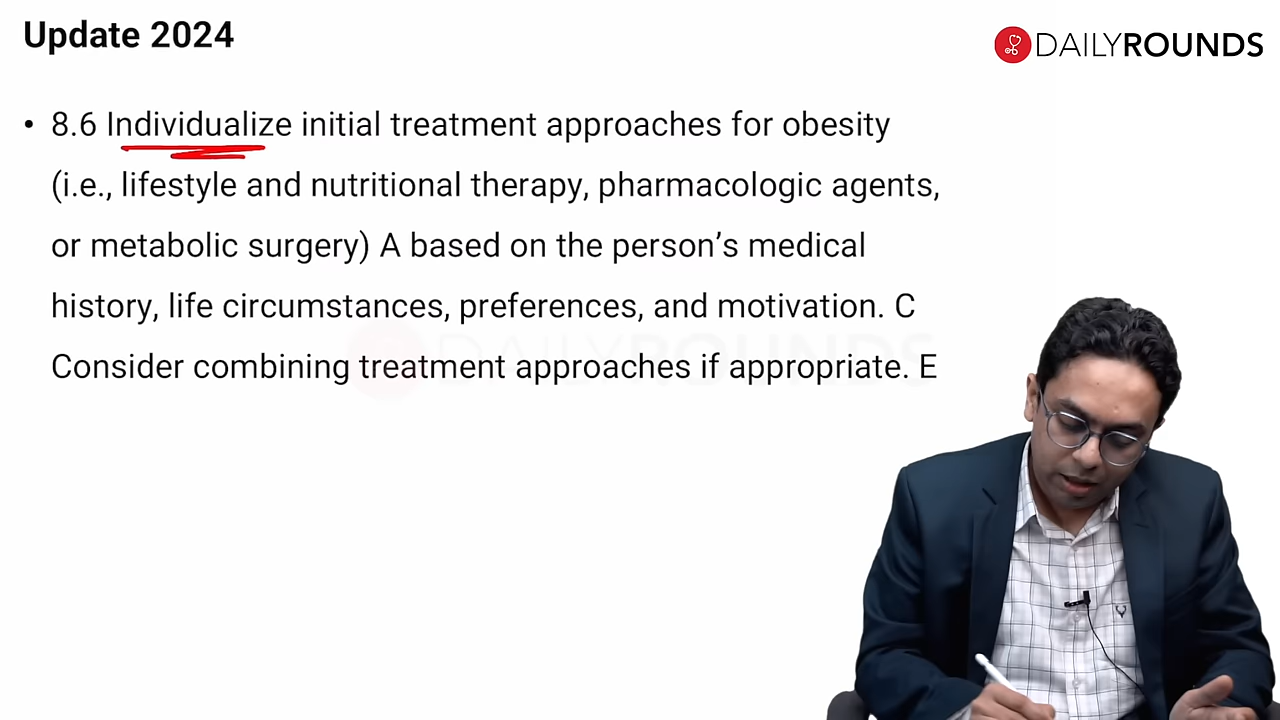 Update 2024
DAILYROUNDS
• 8.6 Individualize initial treatment approaches for obesity
(i.e., lifestyle and nutritional therapy, pharmacologic agents,
or metabolic surgery) A based on the person’s medical
history, life circumstances, preferences, and motivation. C
Consider combining treatment approaches if appropriate. E
DAILYROUNDS